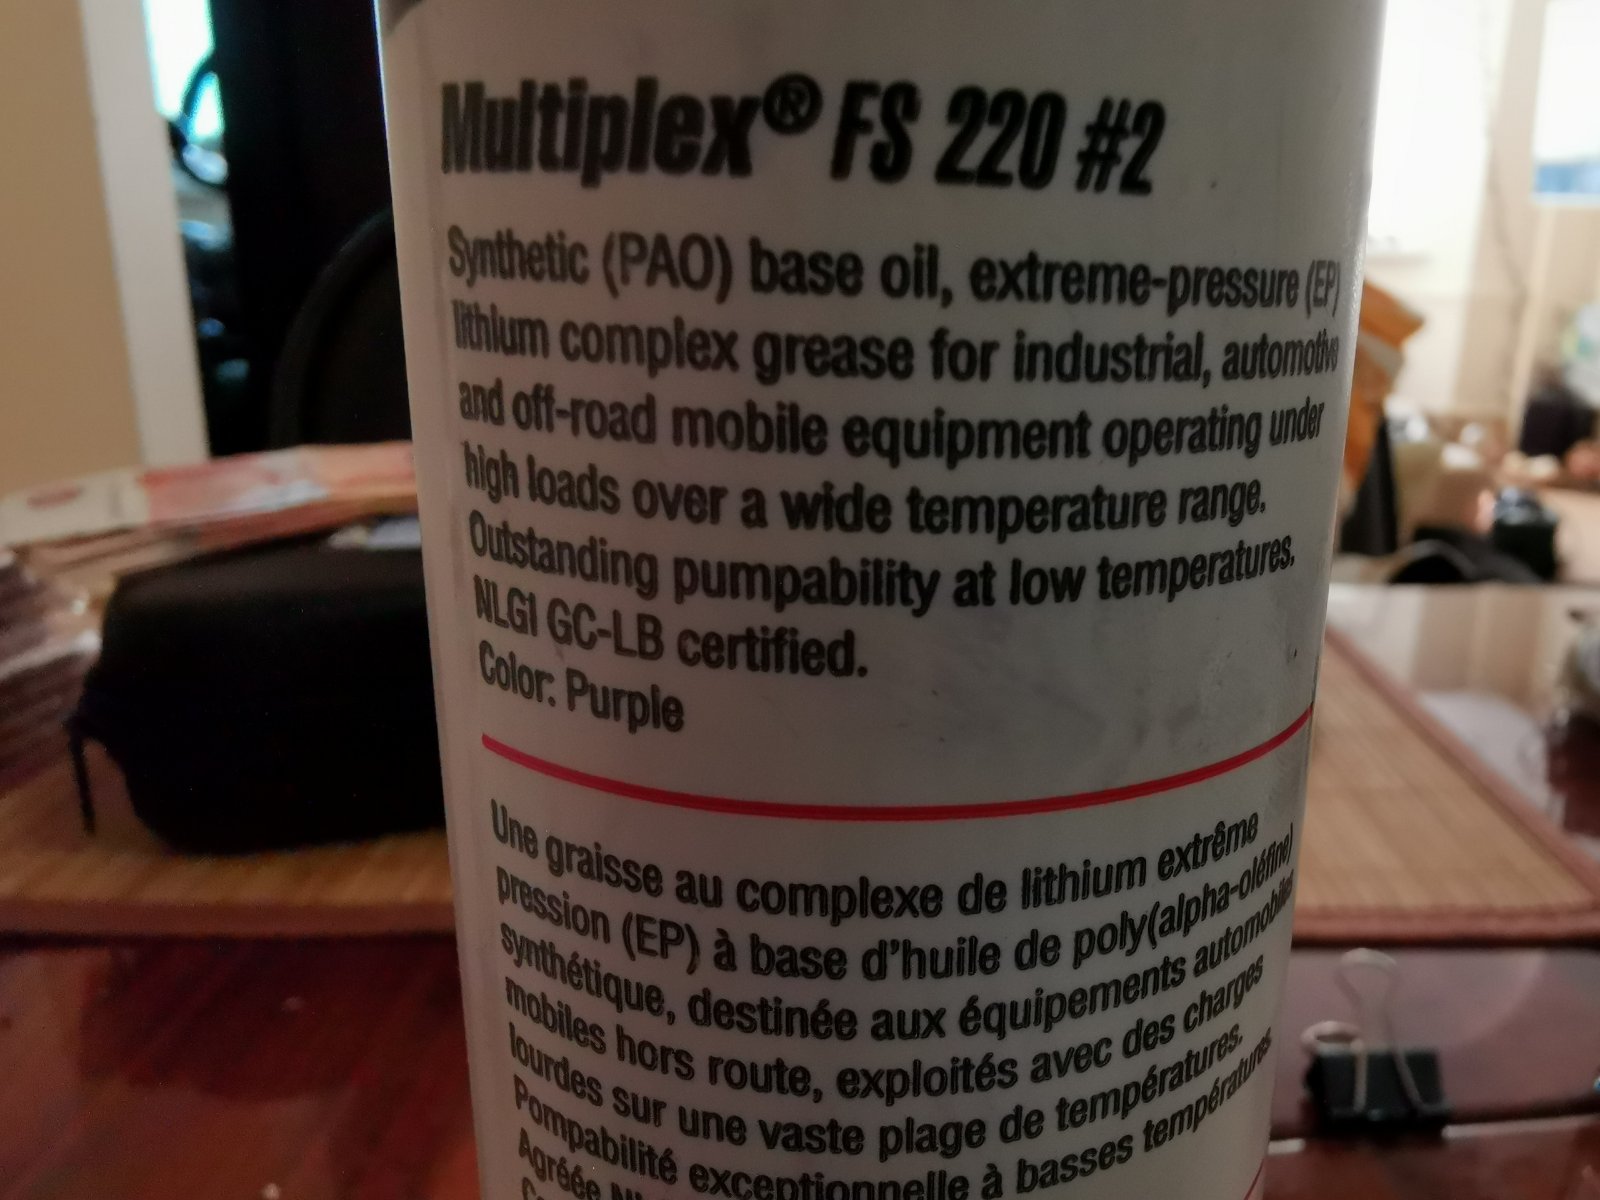 Multiplex® FS 220 #2
Synthetic (PAO) base oil, extreme-pressure (EP)
lithium complex grease for industrial, automotive
and off-road mobile equipment operating under
high loads over a wide temperature range.
Outstanding pumpability at low temperatures.
NLGI GC-LB certified.
Color: Purple
Une graisse au complexe de lithium extrême
pression (EP) à base d'huile de poly(alpha-oléfine)
synthétique, destinée aux équipements automobiles
mobiles hors route, exploités avec des charges
lourdes sur une vaste plage de températures.
Pompabilité exceptionnelle à basses températures
Agréée